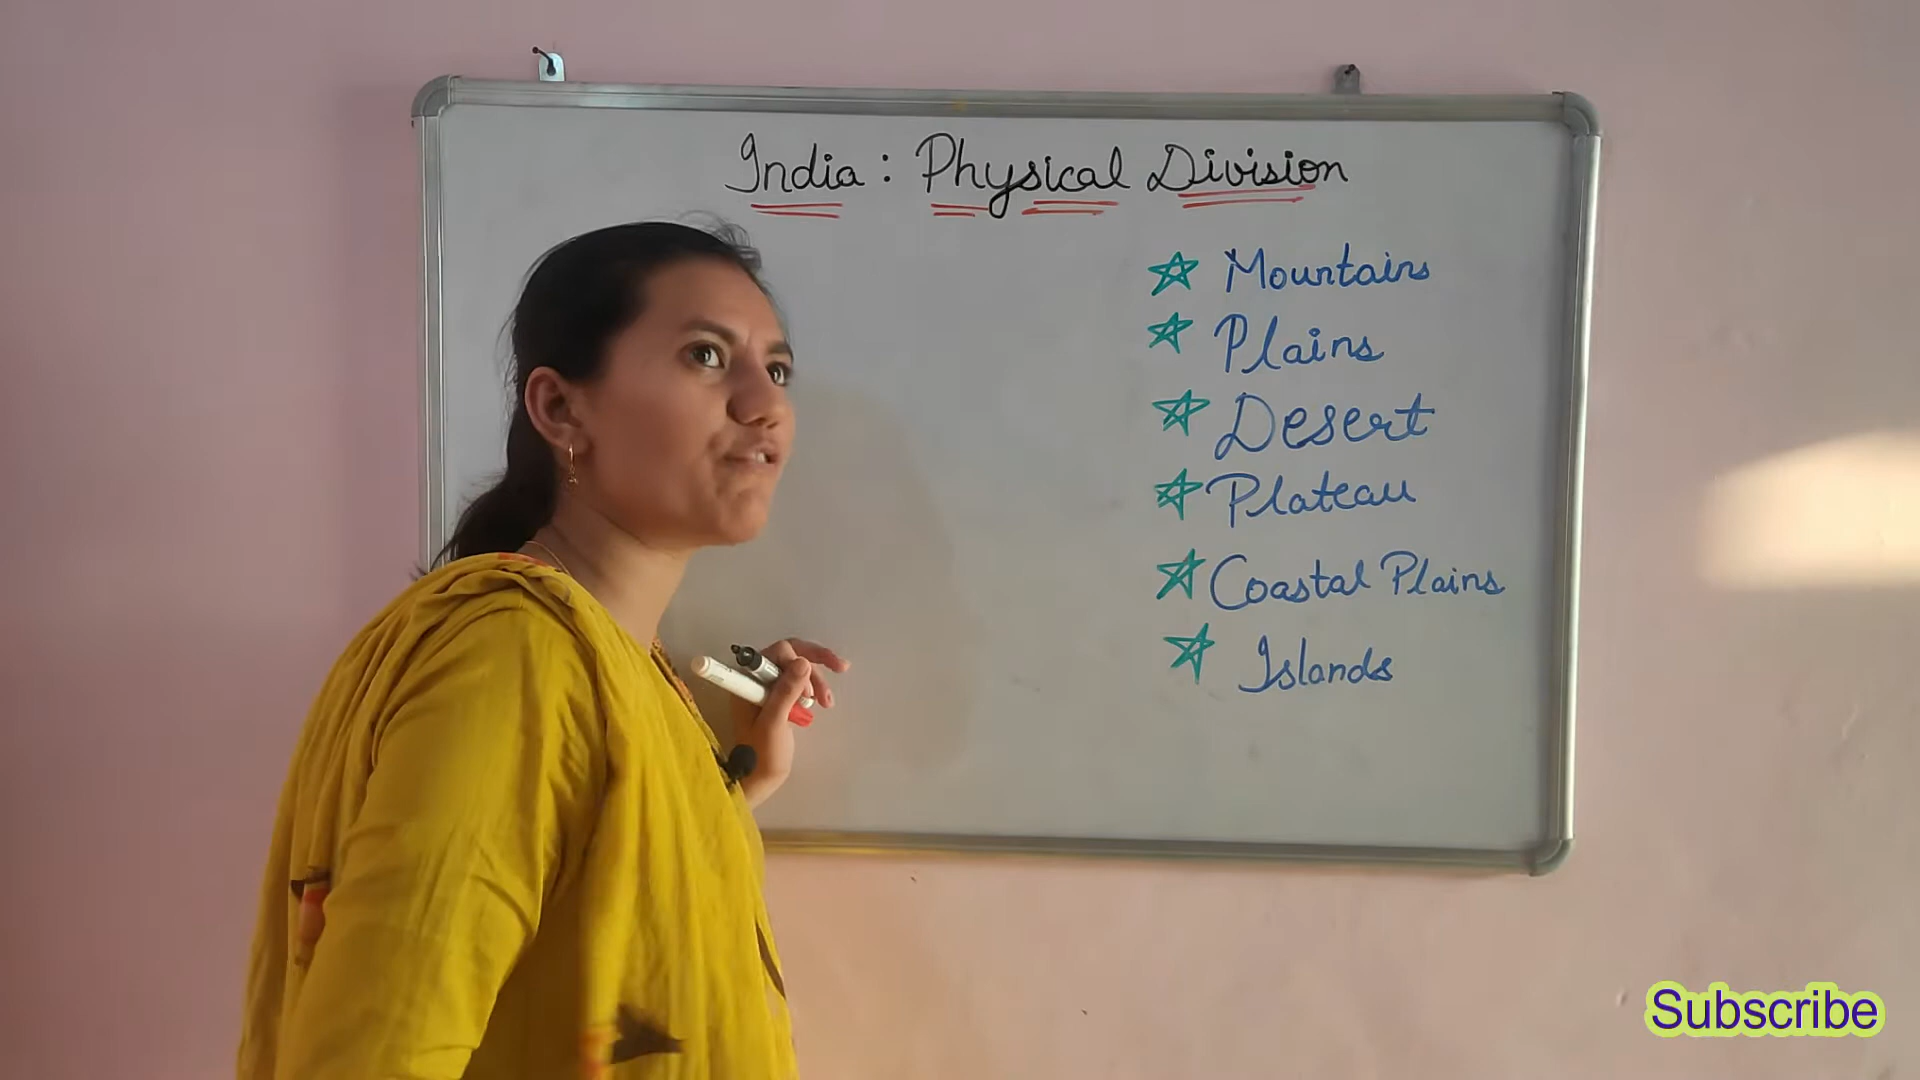 India : Physical Division
Mountains
Plains
Desert
Plateau
Coastal Plains
Islands
Subscribe